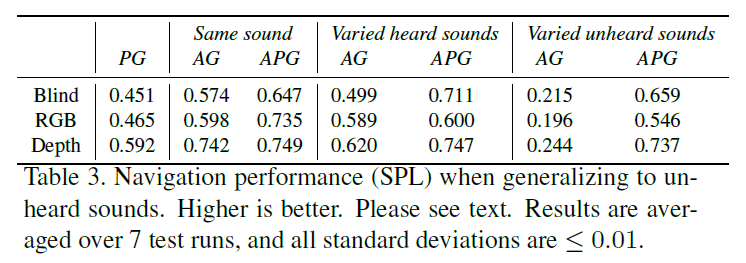 Same sound Varied heard sounds Varied unheard sounds
PG AG APG AG APG AG APG
Blind 0.451 0.574 0.647 0.499 0.711 0.215 0.659
RGB 0.465 0.598 0.735 0.589 0.600 0.196 0.546
Depth 0.592 0.742 0.749 0.620 0.747 0.244 0.737
Table 3. Navigation performance (SPL) when generalizing to un-
heard sounds. Higher is better. Please see text. Results are aver-
aged over 7 test runs, and all standard deviations are ≤ 0.01.